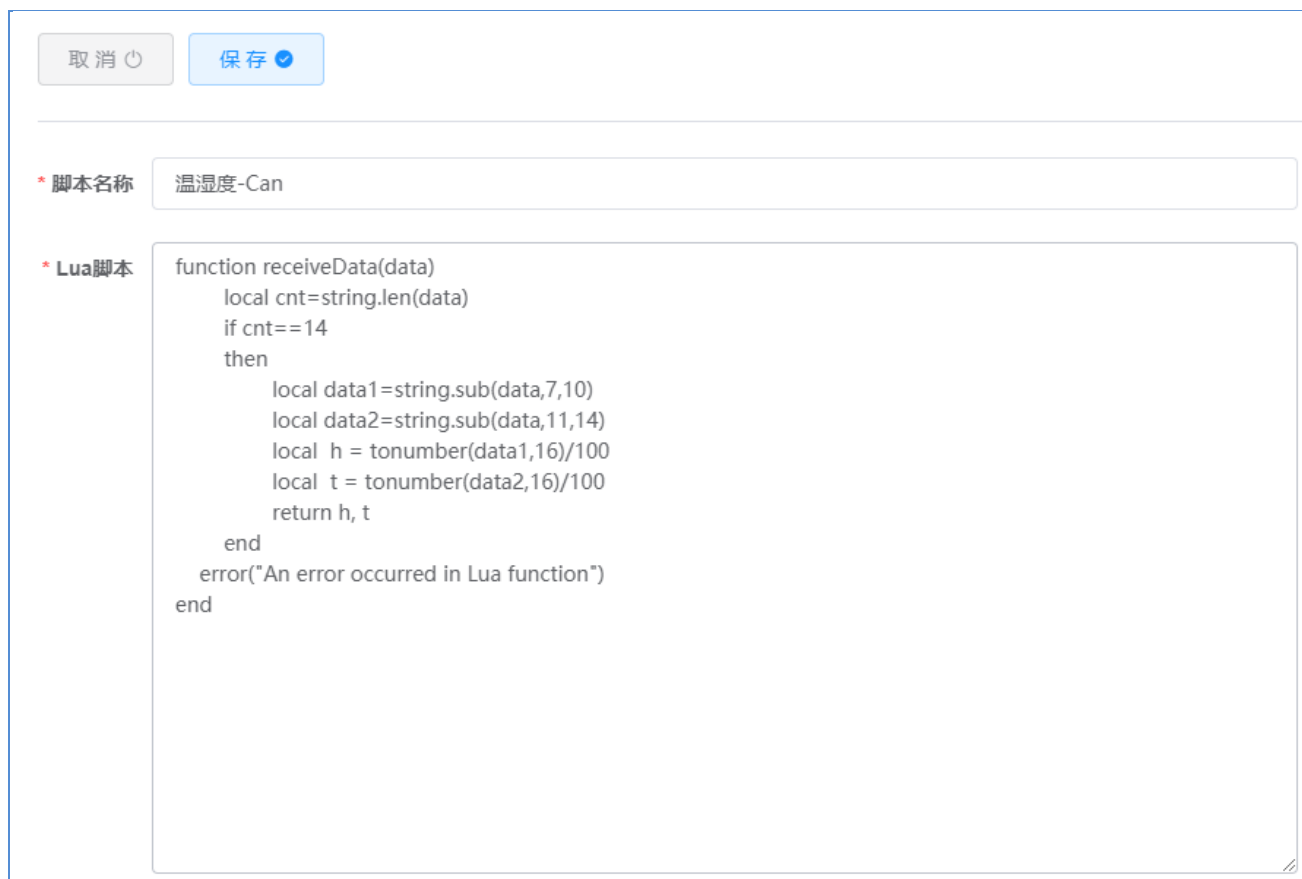 取 消
保 存
* 脚本名称
温湿度-Can
* Lua脚本
function receiveData(data)
local cnt=string.len(data)
if cnt==14
then
local data1=string.sub(data,7,10)
local data2=string.sub(data,11,14)
local  h = tonumber(data1,16)/100
local  t = tonumber(data2,16)/100
return h, t
end
error("An error occurred in Lua function")
end